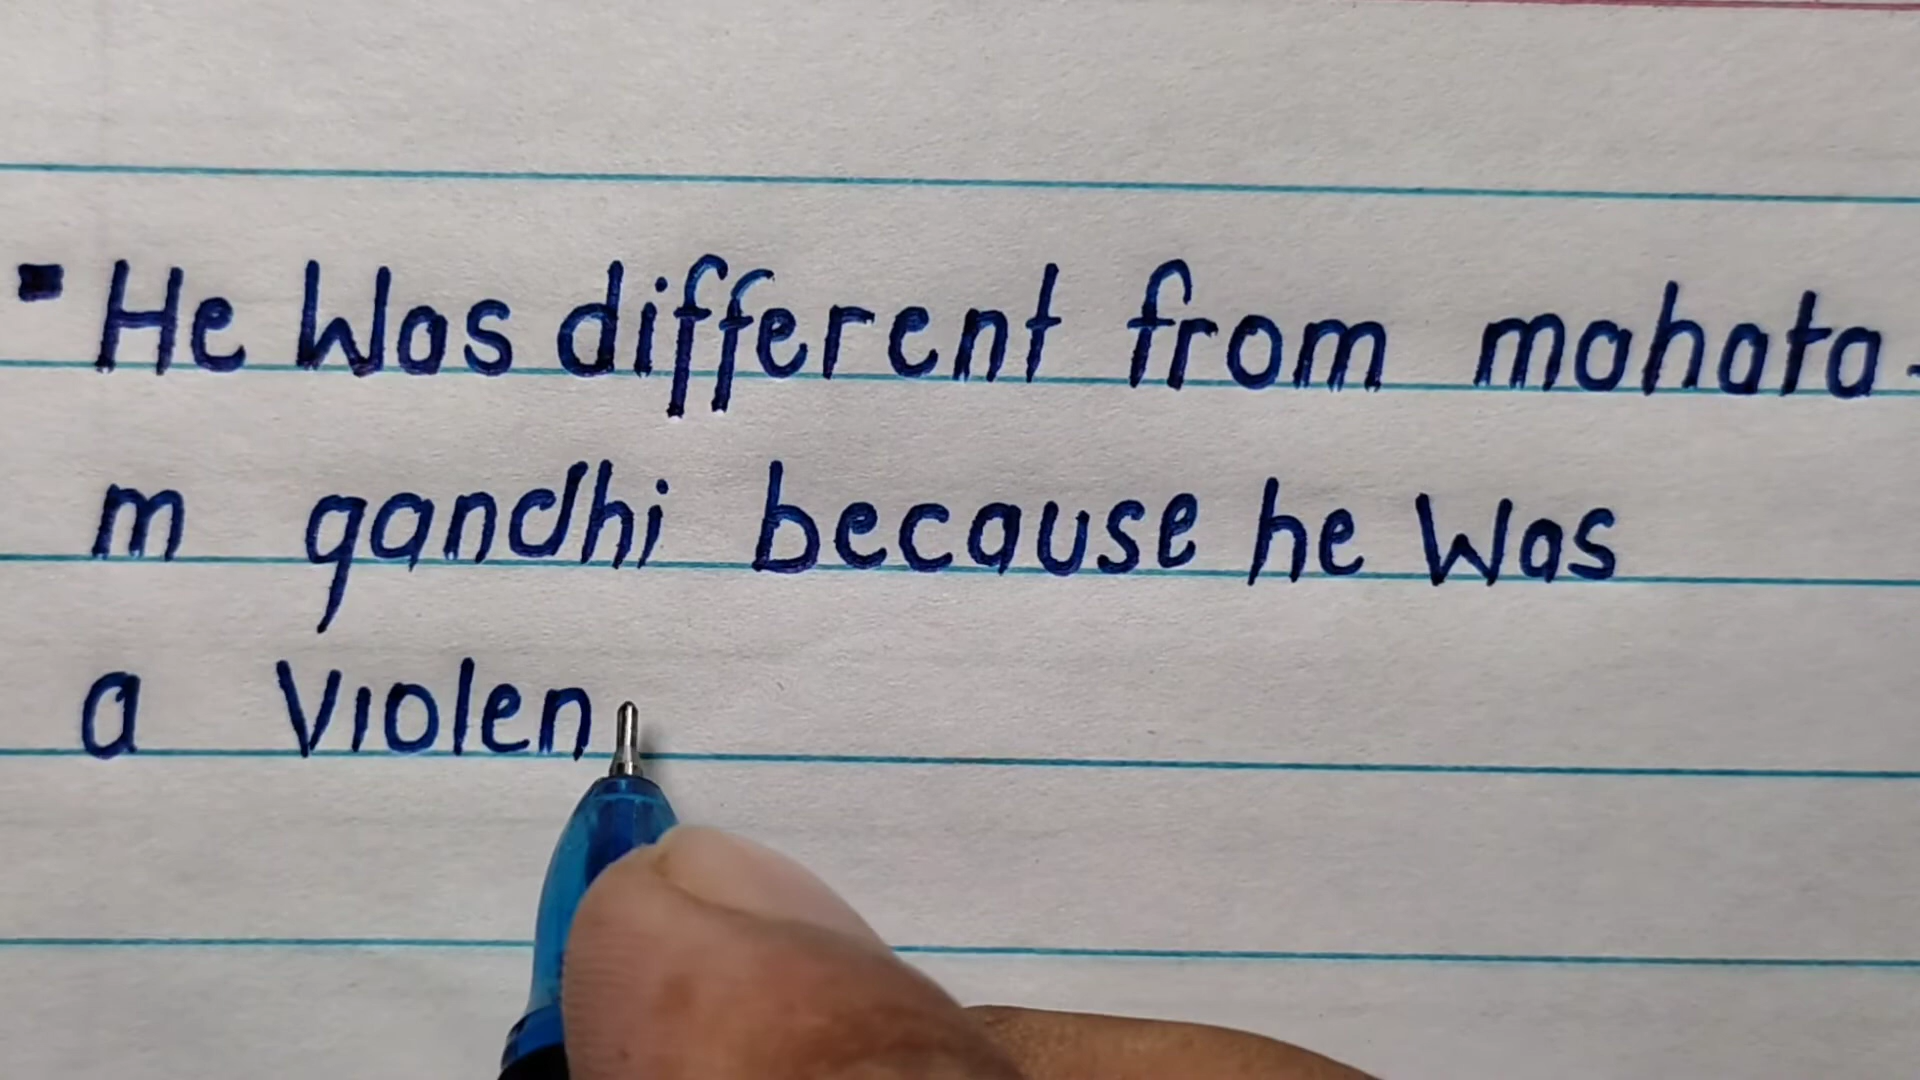 ▪ He Was different from mahata-
m gandhi because he Was
a Violen